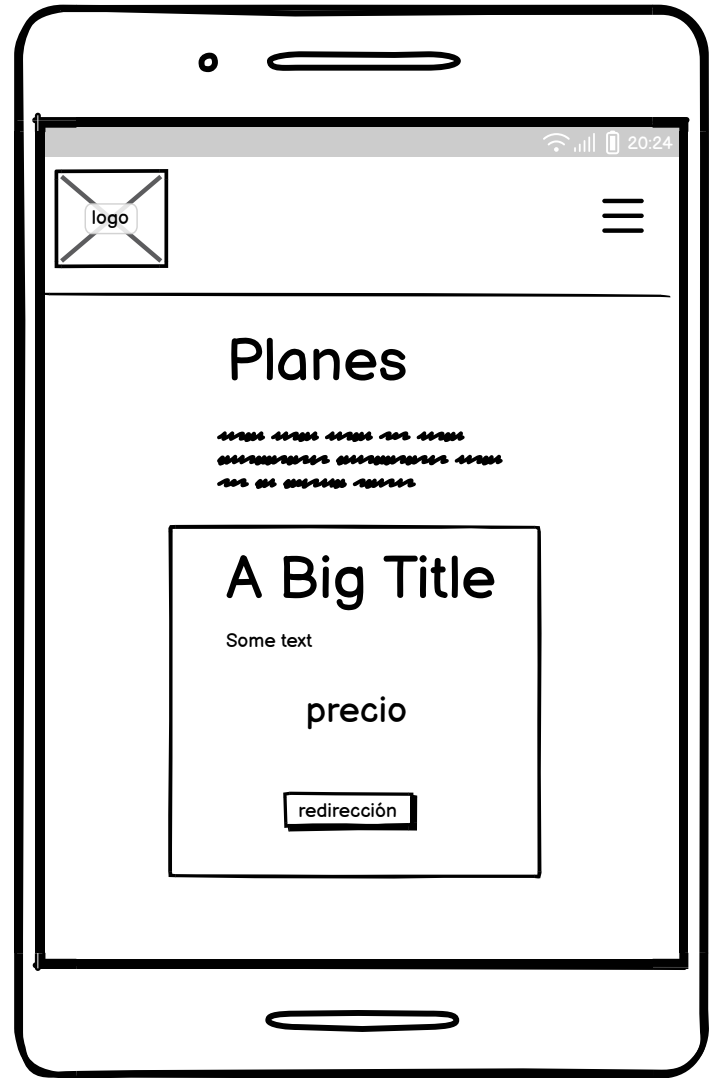 20:24
logo
Planes
A Big Title
Some text
precio
redirección